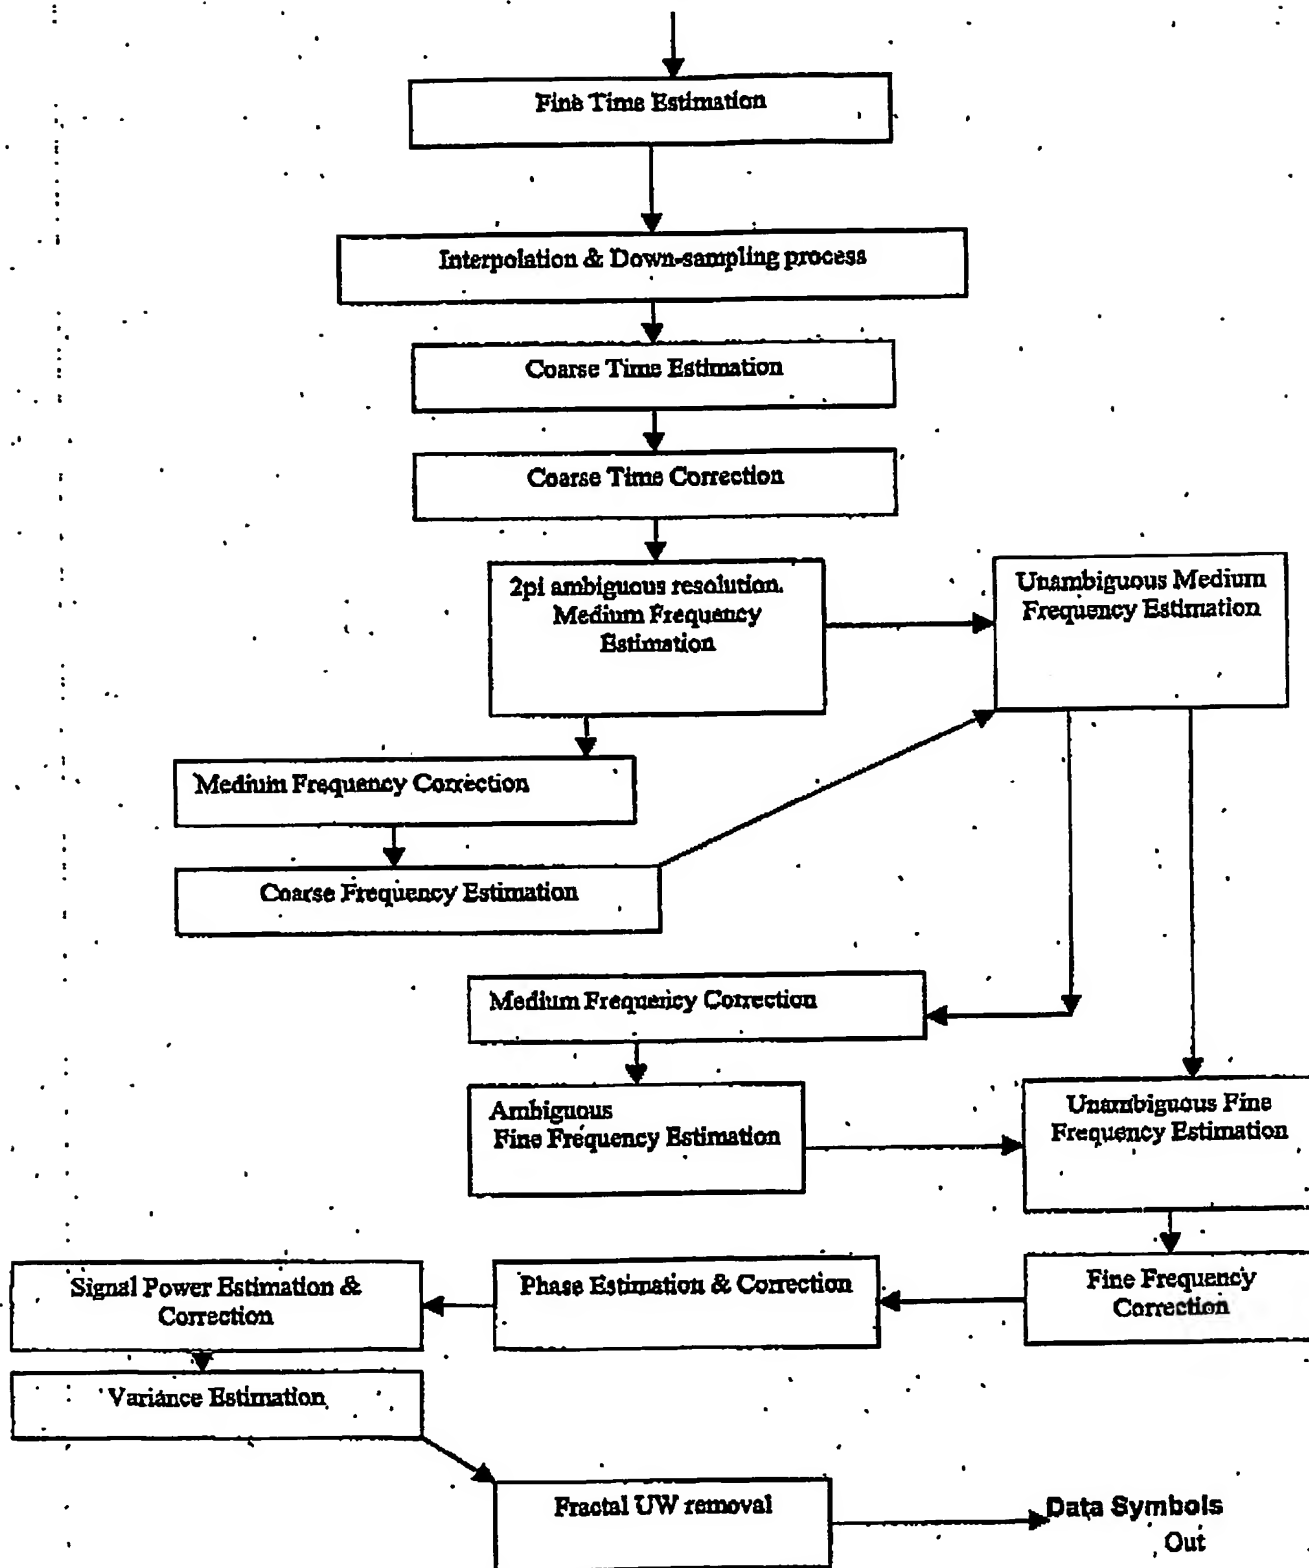 Fine Time Estimation
Interpolation & Down-sampling process
Coarse Time Estimation
Coarse Time Correction
2pi ambiguous resolution.
Medium Frequency
Estimation
Unambiguous Medium
Frequency Estimation
Medium Frequency Correction
Coarse Frequency Estimation
Medium Frequency Correction
Ambiguous
Fine Frequency Estimation
Unambiguous Fine
Frequency Estimation
Signal Power Estimation &
Correction
Phase Estimation & Correction
Fine Frequency
Correction
Variance Estimation
Fractal UW removal
Data Symbols
Out